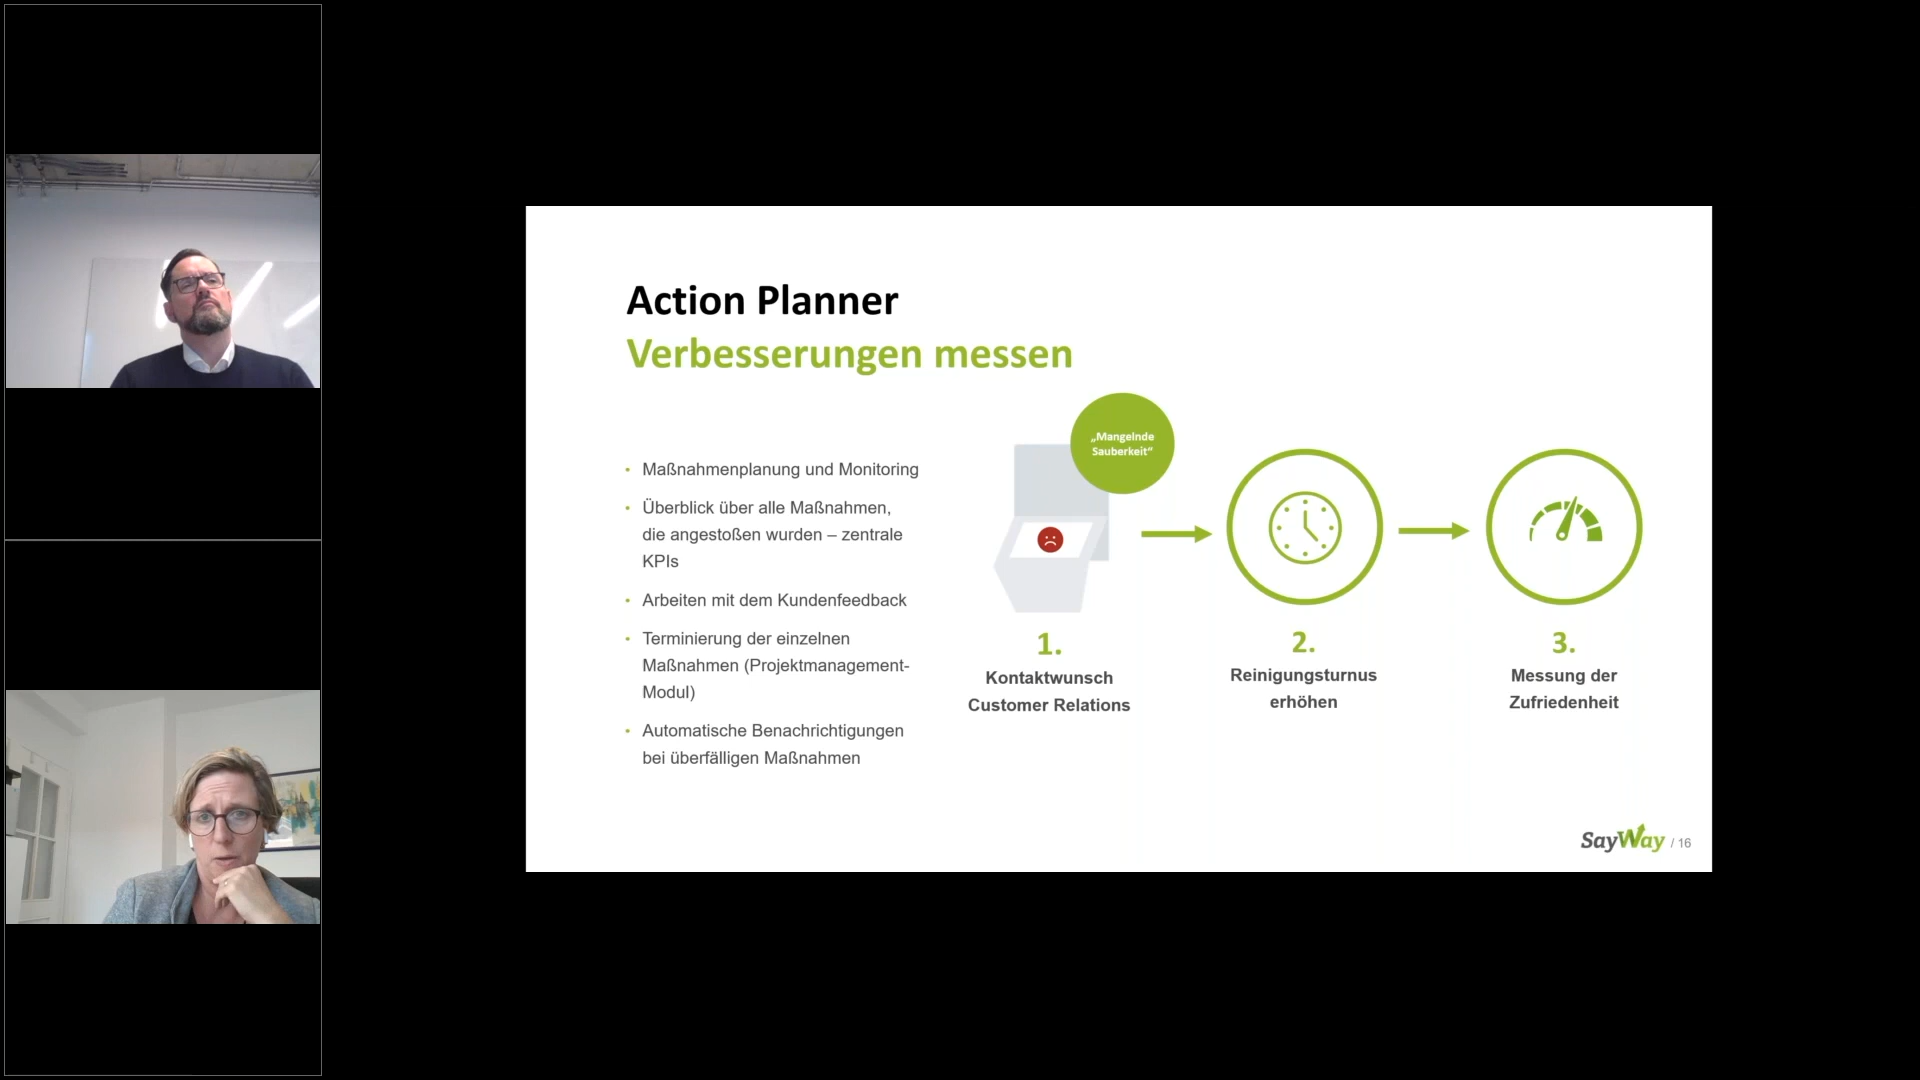 Action Planner
Verbesserungen messen
• Maßnahmenplanung und Monitoring
• Überblick über alle Maßnahmen,
die angestoßen wurden – zentrale
KPIs
• Arbeiten mit dem Kundenfeedback
• Terminierung der einzelnen
Maßnahmen (Projektmanagement-
Modul)
• Automatische Benachrichtigungen
bei überfälligen Maßnahmen
„Mangelnde
Sauberkeit“
1.
Kontaktwunsch
Customer Relations
2.
Reinigungsturnus
erhöhen
3.
Messung der
Zufriedenheit
SayWay / 16